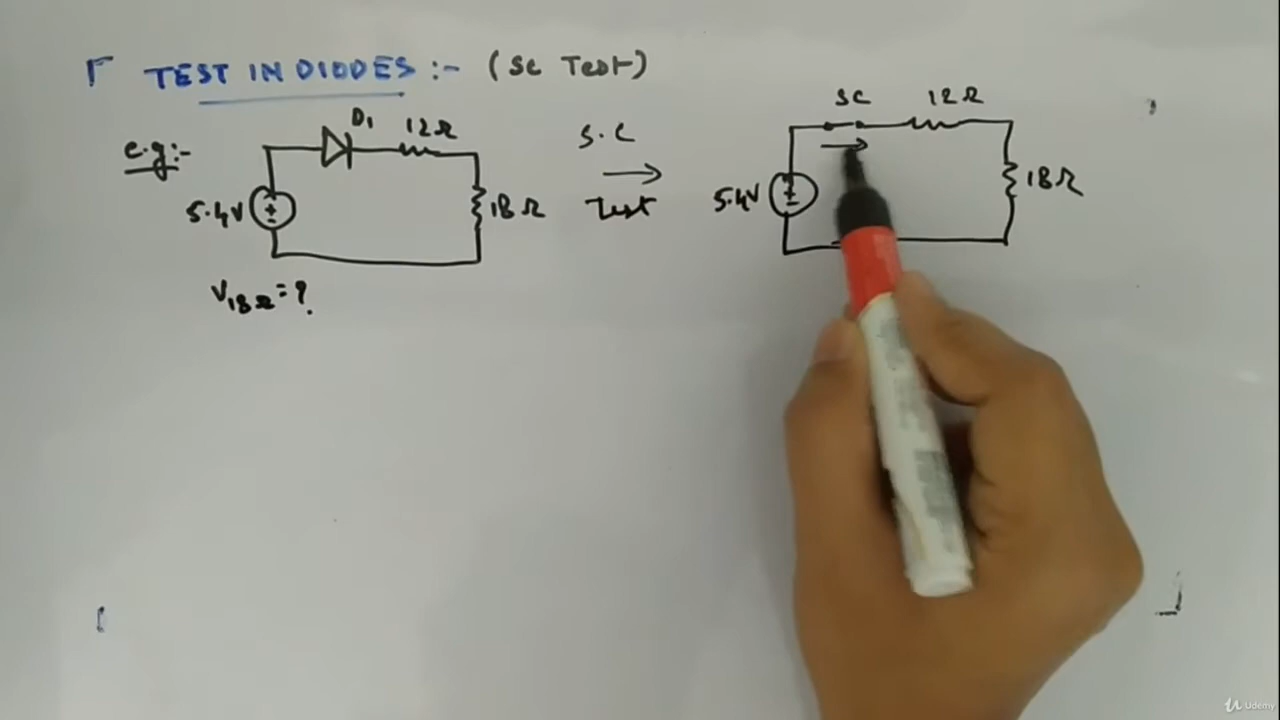 TEST IN DIODES :- (SC Test)
e.g:-
D1
12Ω
5.4V
18Ω
V18Ω = ?
S.C
Test
SC
12Ω
5.4V
18Ω
Udemy